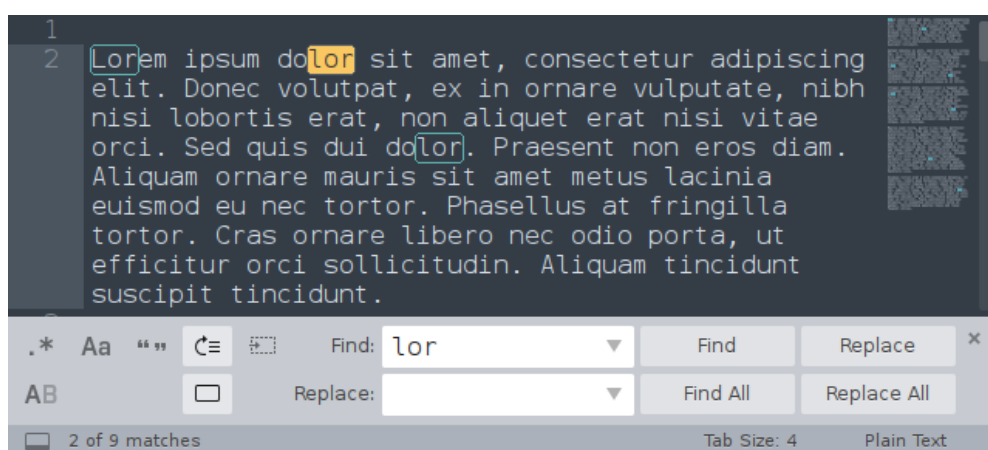 1
2 Lorem ipsum dolor sit amet, consectetur adipiscing
elit. Donec volutpat, ex in ornare vulputate, nibh
nisi lobortis erat, non aliquet erat nisi vitae
orci. Sed quis dui dolor. Praesent non eros diam.
Aliquam ornare mauris sit amet metus lacinia
euismod eu nec tortor. Phasellus at fringilla
tortor. Cras ornare libero nec odio porta, ut
efficitur orci sollicitudin. Aliquam tincidunt
suscipit tincidunt.
.* Aa “” Find: lor Find Replace ×
AB Replace: Find All Replace All
2 of 9 matches Tab Size: 4 Plain Text